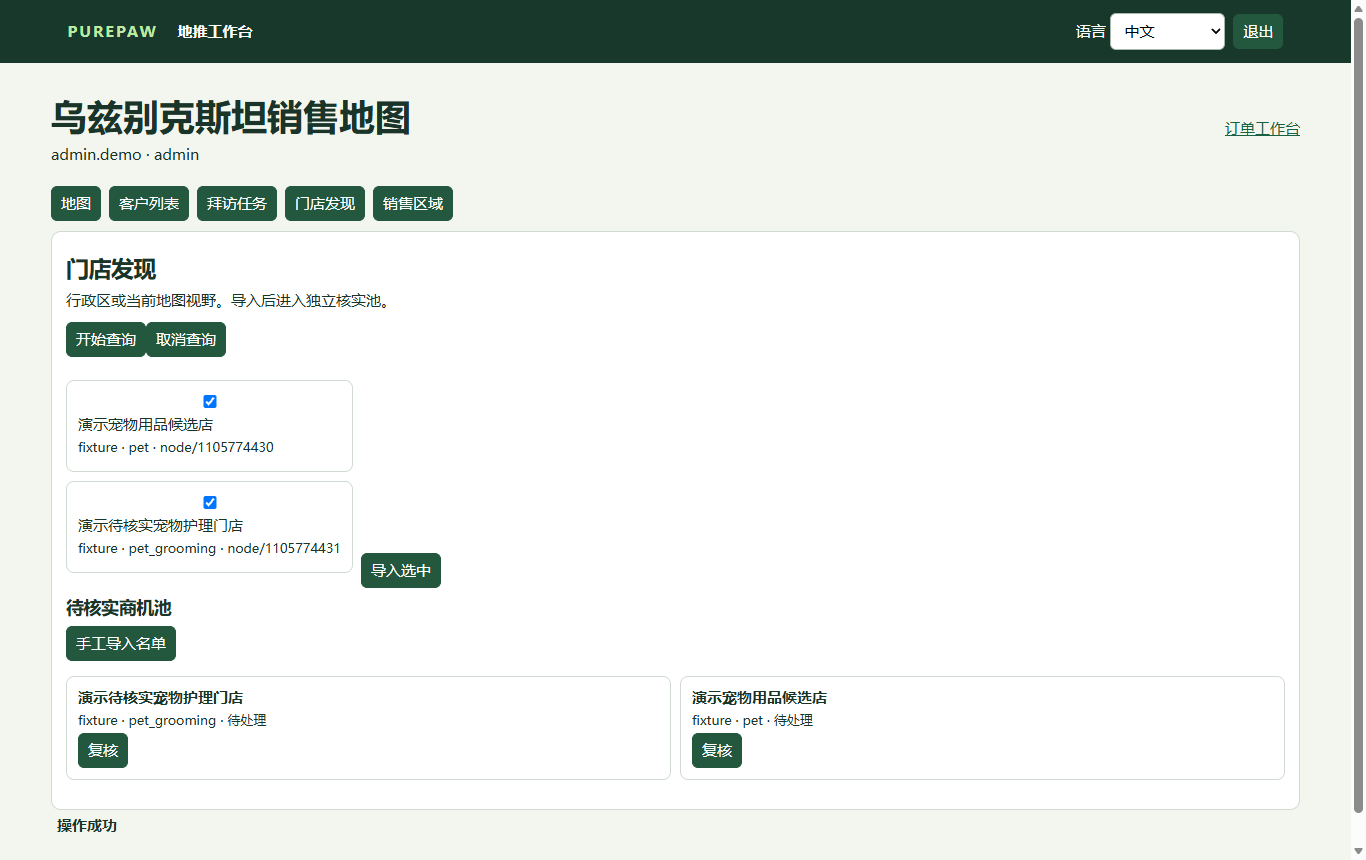 PUREPAW 地推工作台 语言 中文 退出
乌兹别克斯坦销售地图
订单工作台
admin.demo · admin
地图 客户列表 拜访任务 门店发现 销售区域
门店发现
行政区或当前地图视野。导入后进入独立核实池。
开始查询 取消查询
演示宠物用品候选店
fixture · pet · node/1105774430
演示待核实宠物护理门店
fixture · pet_grooming · node/1105774431
导入选中
待核实商机池
手工导入名单
演示待核实宠物护理门店
fixture · pet_grooming · 待处理
复核
演示宠物用品候选店
fixture · pet · 待处理
复核
操作成功